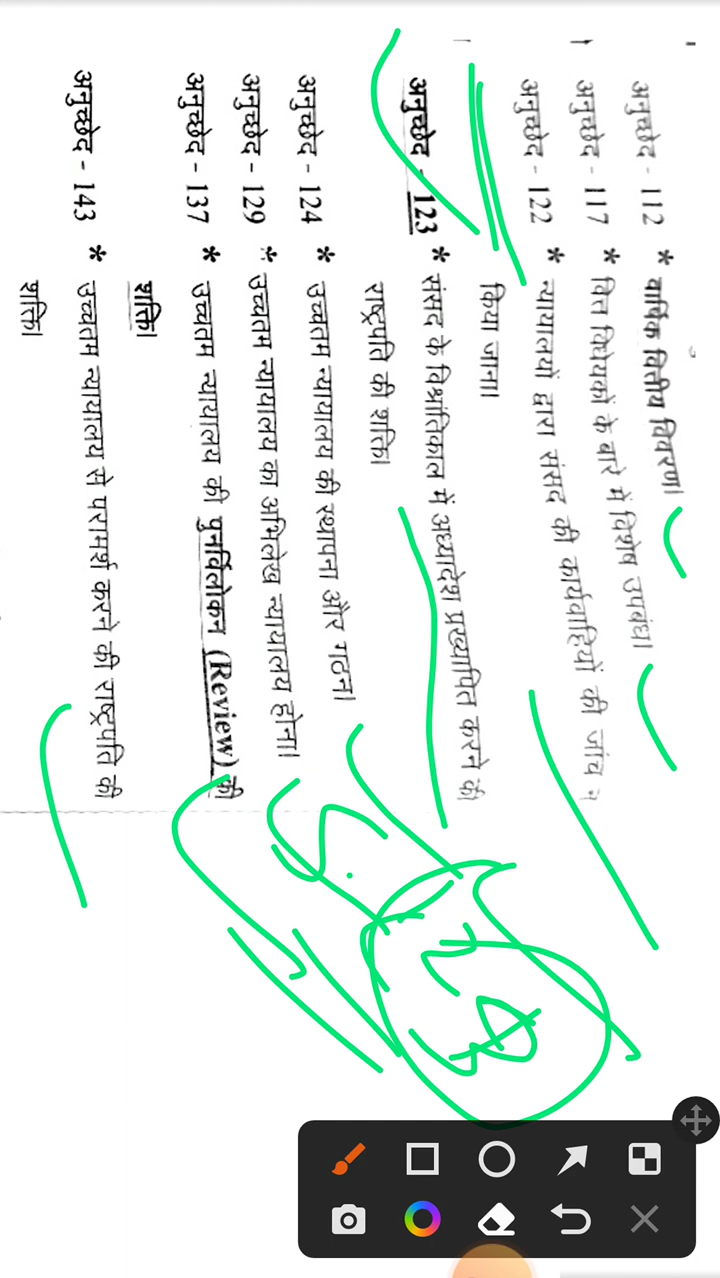 अनुच्छेद - 112 * वार्षिक वित्तीय विवरण।
अनुच्छेद - 117 * वित्त विधेयकों के बारे में विशेष उपबंध।
अनुच्छेद - 122 * न्यायालयों द्वारा संसद की कार्यवाहियों की जांच न
किया जाना।
अनुच्छेद - 123 * संसद के विश्रांतिकाल में अध्यादेश प्रख्यापित करने की
राष्ट्रपति की शक्ति।
अनुच्छेद - 124 * उच्चतम न्यायालय की स्थापना और गठन।
अनुच्छेद - 129 * उच्चतम न्यायालय का अभिलेख न्यायालय होना।
अनुच्छेद - 137 * उच्चतम न्यायालय की पुनर्विलोकन (Review) की
शक्ति।
अनुच्छेद - 143 * उच्चतम न्यायालय से परामर्श करने की राष्ट्रपति की
शक्ति।